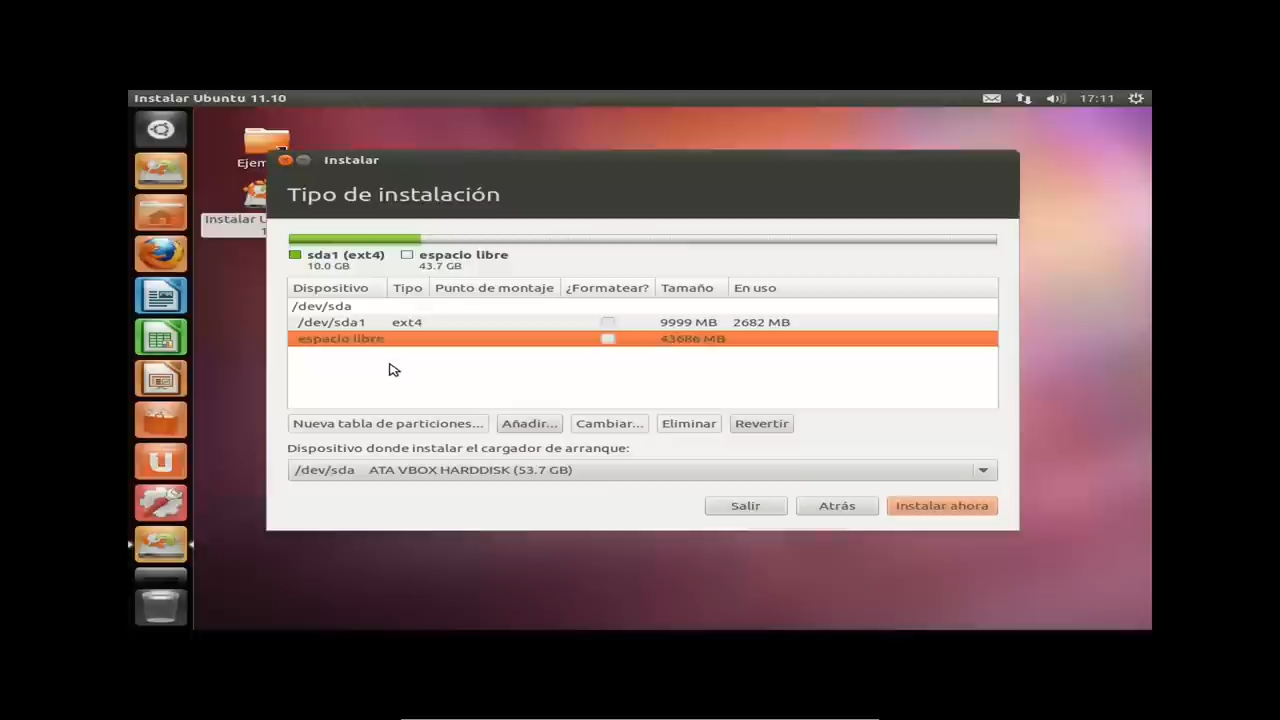 Instalar Ubuntu 11.10
17:11
Ejem
Instalar U
1
Instalar
Tipo de instalación
sda1 (ext4) espacio libre
10.0 GB 43.7 GB
Dispositivo Tipo Punto de montaje ¿Formatear? Tamaño En uso
/dev/sda
/dev/sda1 ext4 9999 MB 2682 MB
espacio libre 43686 MB
Nueva tabla de particiones... Añadir... Cambiar... Eliminar Revertir
Dispositivo donde instalar el cargador de arranque:
/dev/sda ATA VBOX HARDDISK (53.7 GB)
Salir Atrás Instalar ahora